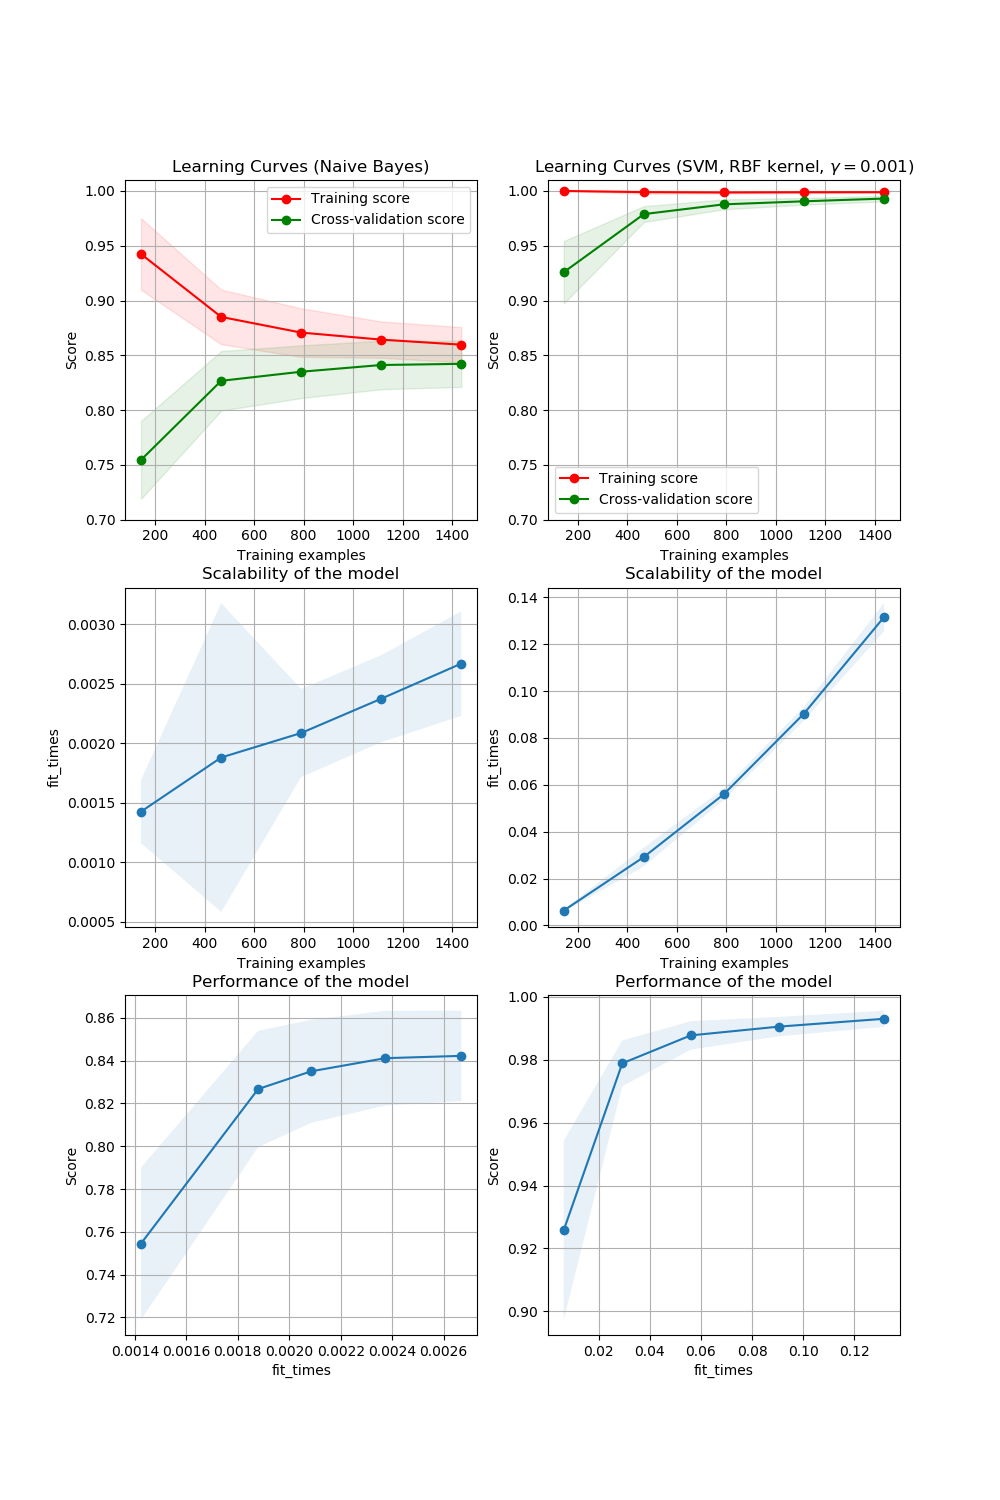 Learning Curves (Naive Bayes)
1.00
0.95
0.90
0.85
0.80
0.75
0.70
Score
Training score
Cross-validation score
200 400 600 800 1000 1200 1400
Training examples
Learning Curves (SVM, RBF kernel, γ = 0.001)
1.00
0.95
0.90
0.85
0.80
0.75
0.70
Score
Training score
Cross-validation score
200 400 600 800 1000 1200 1400
Training examples
Scalability of the model
0.0030
0.0025
0.0020
0.0015
0.0010
0.0005
fit_times
200 400 600 800 1000 1200 1400
Training examples
Scalability of the model
0.14
0.12
0.10
0.08
0.06
0.04
0.02
0.00
fit_times
200 400 600 800 1000 1200 1400
Training examples
Performance of the model
0.86
0.84
0.82
0.80
0.78
0.76
0.74
0.72
Score
0.0014 0.0016 0.0018 0.0020 0.0022 0.0024 0.0026
fit_times
Performance of the model
1.00
0.98
0.96
0.94
0.92
0.90
Score
0.02 0.04 0.06 0.08 0.10 0.12
fit_times